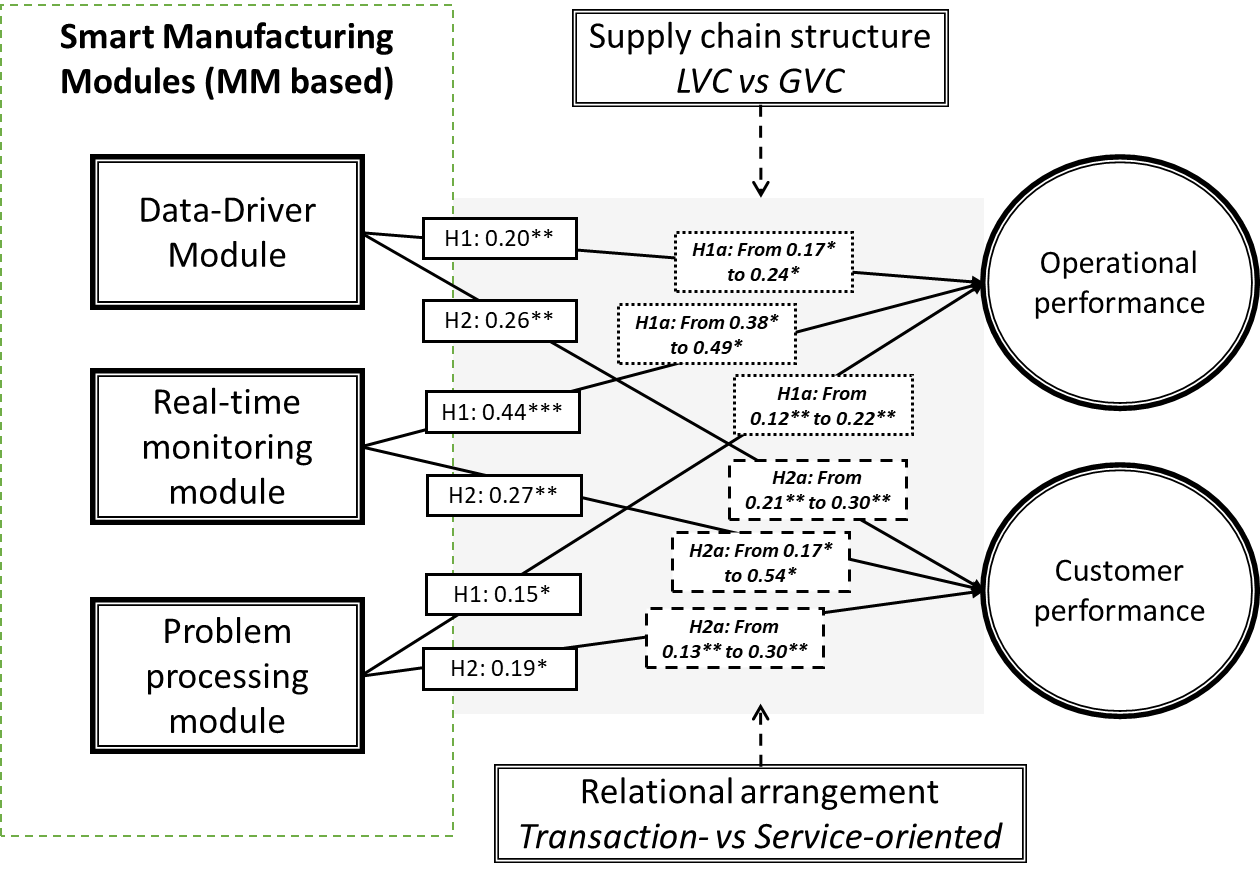 Smart Manufacturing
Modules (MM based)
Supply chain structure
LVC vs GVC
Data-Driver
Module
H1: 0.20**
H1a: From 0.17*
to 0.24*
Operational
performance
H2: 0.26**
H1a: From 0.38*
to 0.49*
Real-time
monitoring
module
H1: 0.44***
H1a: From
0.12** to 0.22**
H2: 0.27**
H2a: From
0.21** to 0.30**
H2a: From 0.17*
to 0.54*
Customer
performance
H1: 0.15*
Problem
processing
module
H2: 0.19*
H2a: From
0.13** to 0.30**
Relational arrangement
Transaction- vs Service-oriented